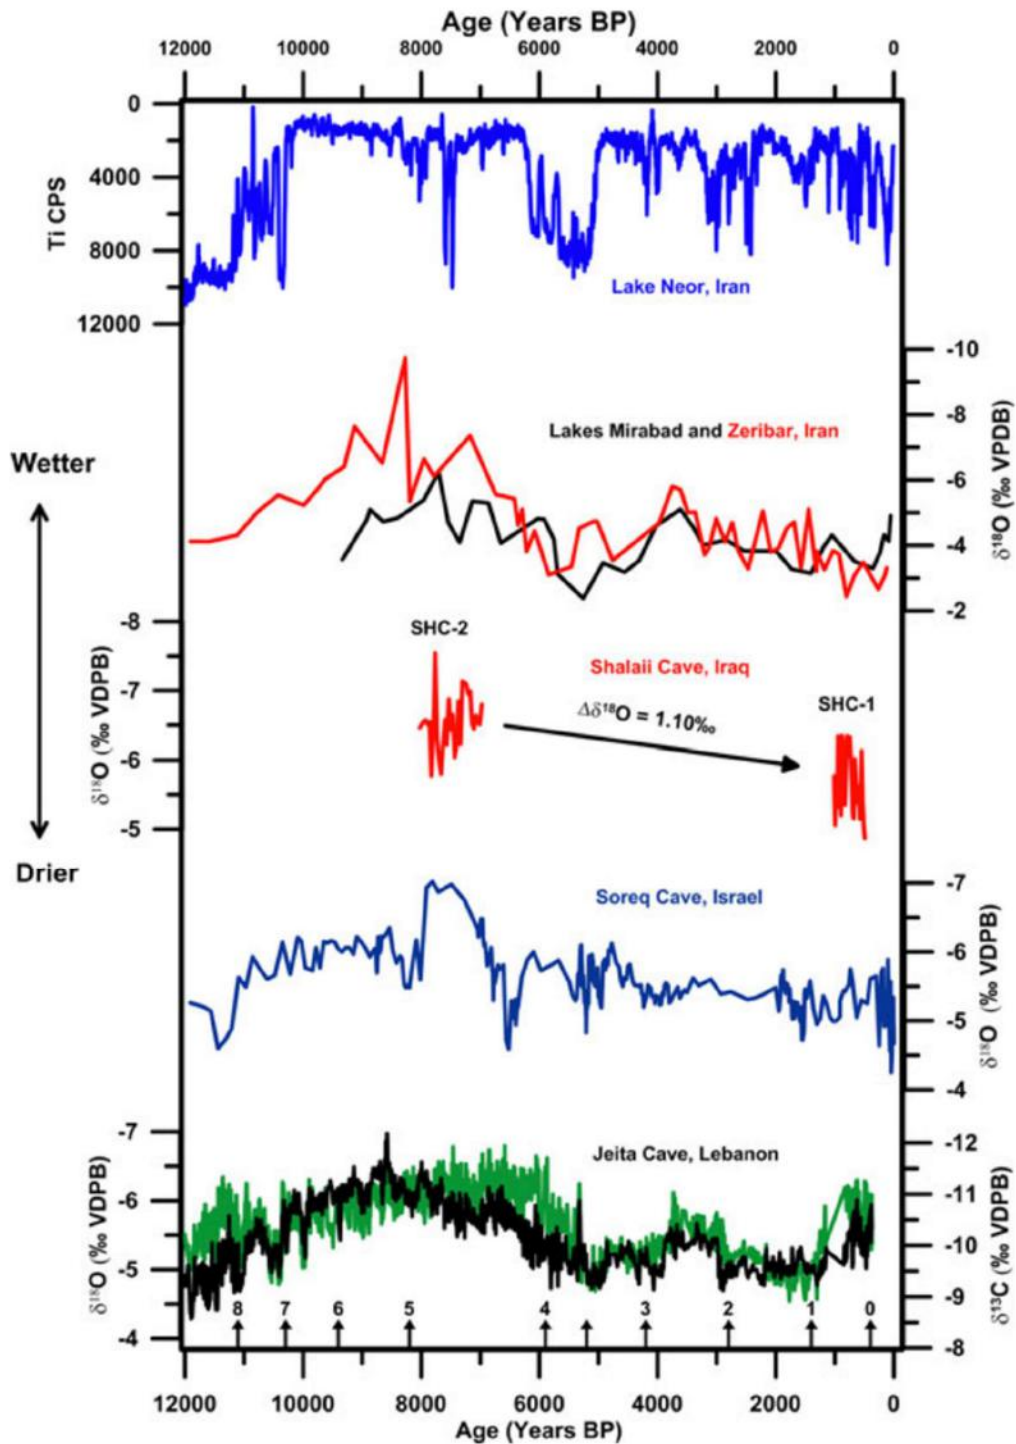 Age (Years BP)
12000 10000 8000 6000 4000 2000 0
0
4000
8000
12000
Ti CPS
Lake Neor, Iran
-10
-8
-6
-4
-2
δ¹⁸O (‰ VPDB)
Lakes Mirabad and Zeribar, Iran
Wetter
Drier
-8
-7
-6
-5
δ¹⁸O (‰ VDPB)
SHC-2
Shalaii Cave, Iraq
Δδ¹⁸O = 1.10‰
SHC-1
Soreq Cave, Israel
-7
-6
-5
-4
δ¹⁸O (‰ VDPB)
-7
-6
-5
-4
δ¹⁸O (‰ VDPB)
Jeita Cave, Lebanon
-12
-11
-10
-9
-8
δ¹³C (‰ VDPB)
8 7 6 5 4 3 2 1 0
12000 10000 8000 6000 4000 2000 0
Age (Years BP)